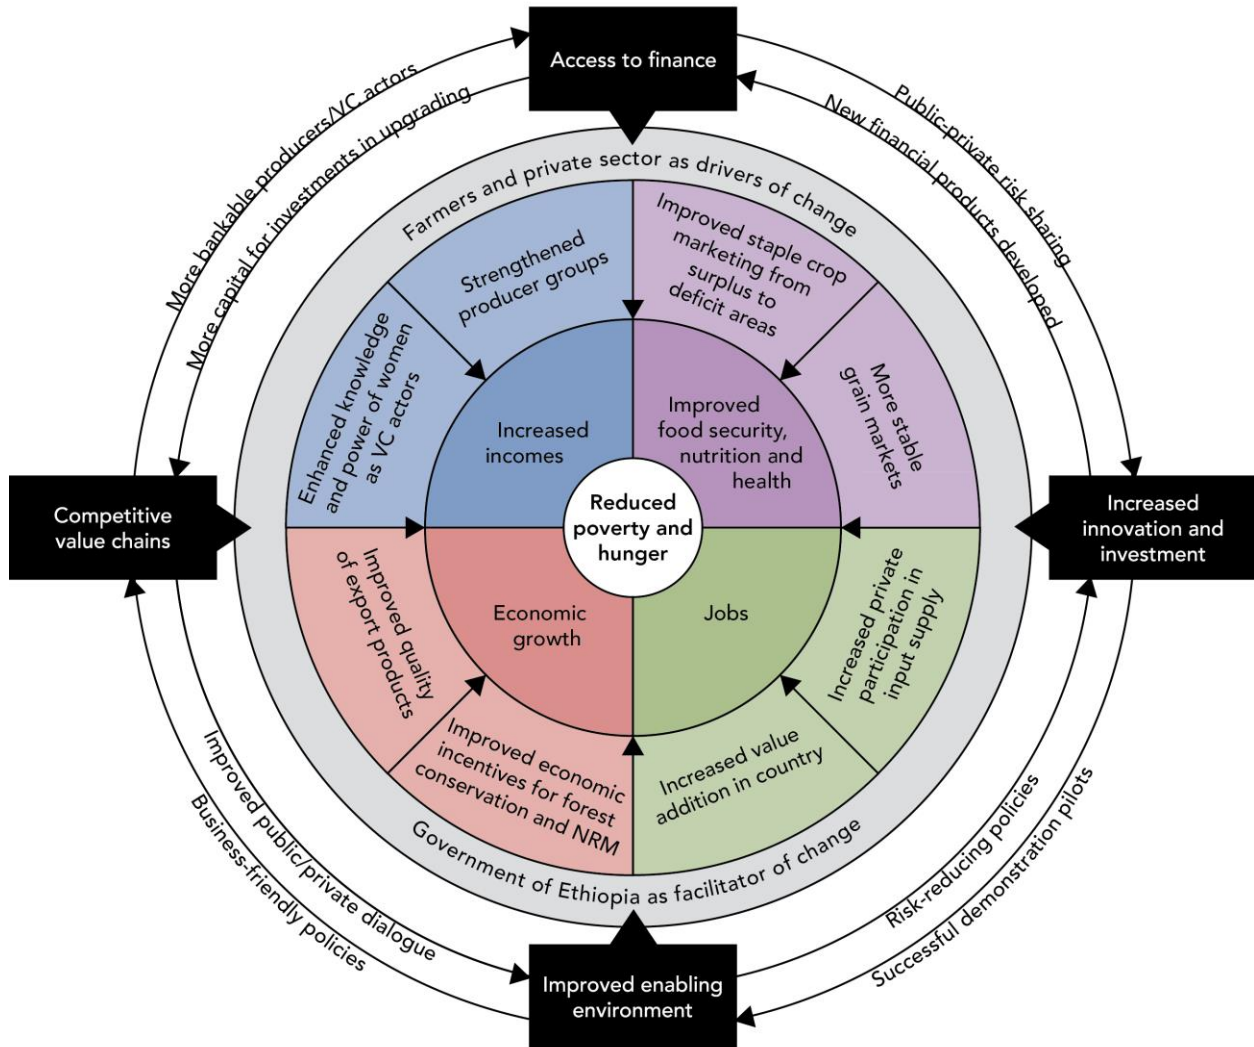 Access to finance
More bankable producers/VC actors
More capital for investments in upgrading
Public-private risk sharing
New financial products developed
Farmers and private sector as drivers of change
Strengthened
producer groups
Improved staple crop
marketing from
surplus to
deficit areas
Enhanced knowledge
and power of women
as VC actors
More stable
grain markets
Increased
incomes
Improved
food security,
nutrition and
health
Competitive
value chains
Reduced
poverty and
hunger
Increased
innovation and
investment
Economic
growth
Jobs
Improved quality
of export products
Increased private
participation in
input supply
Improved economic
incentives for forest
conservation and NRM
Increased value
addition in country
Government of Ethiopia as facilitator of change
Improved public/private dialogue
Business-friendly policies
Risk-reducing policies
Successful demonstration pilots
Improved enabling
environment